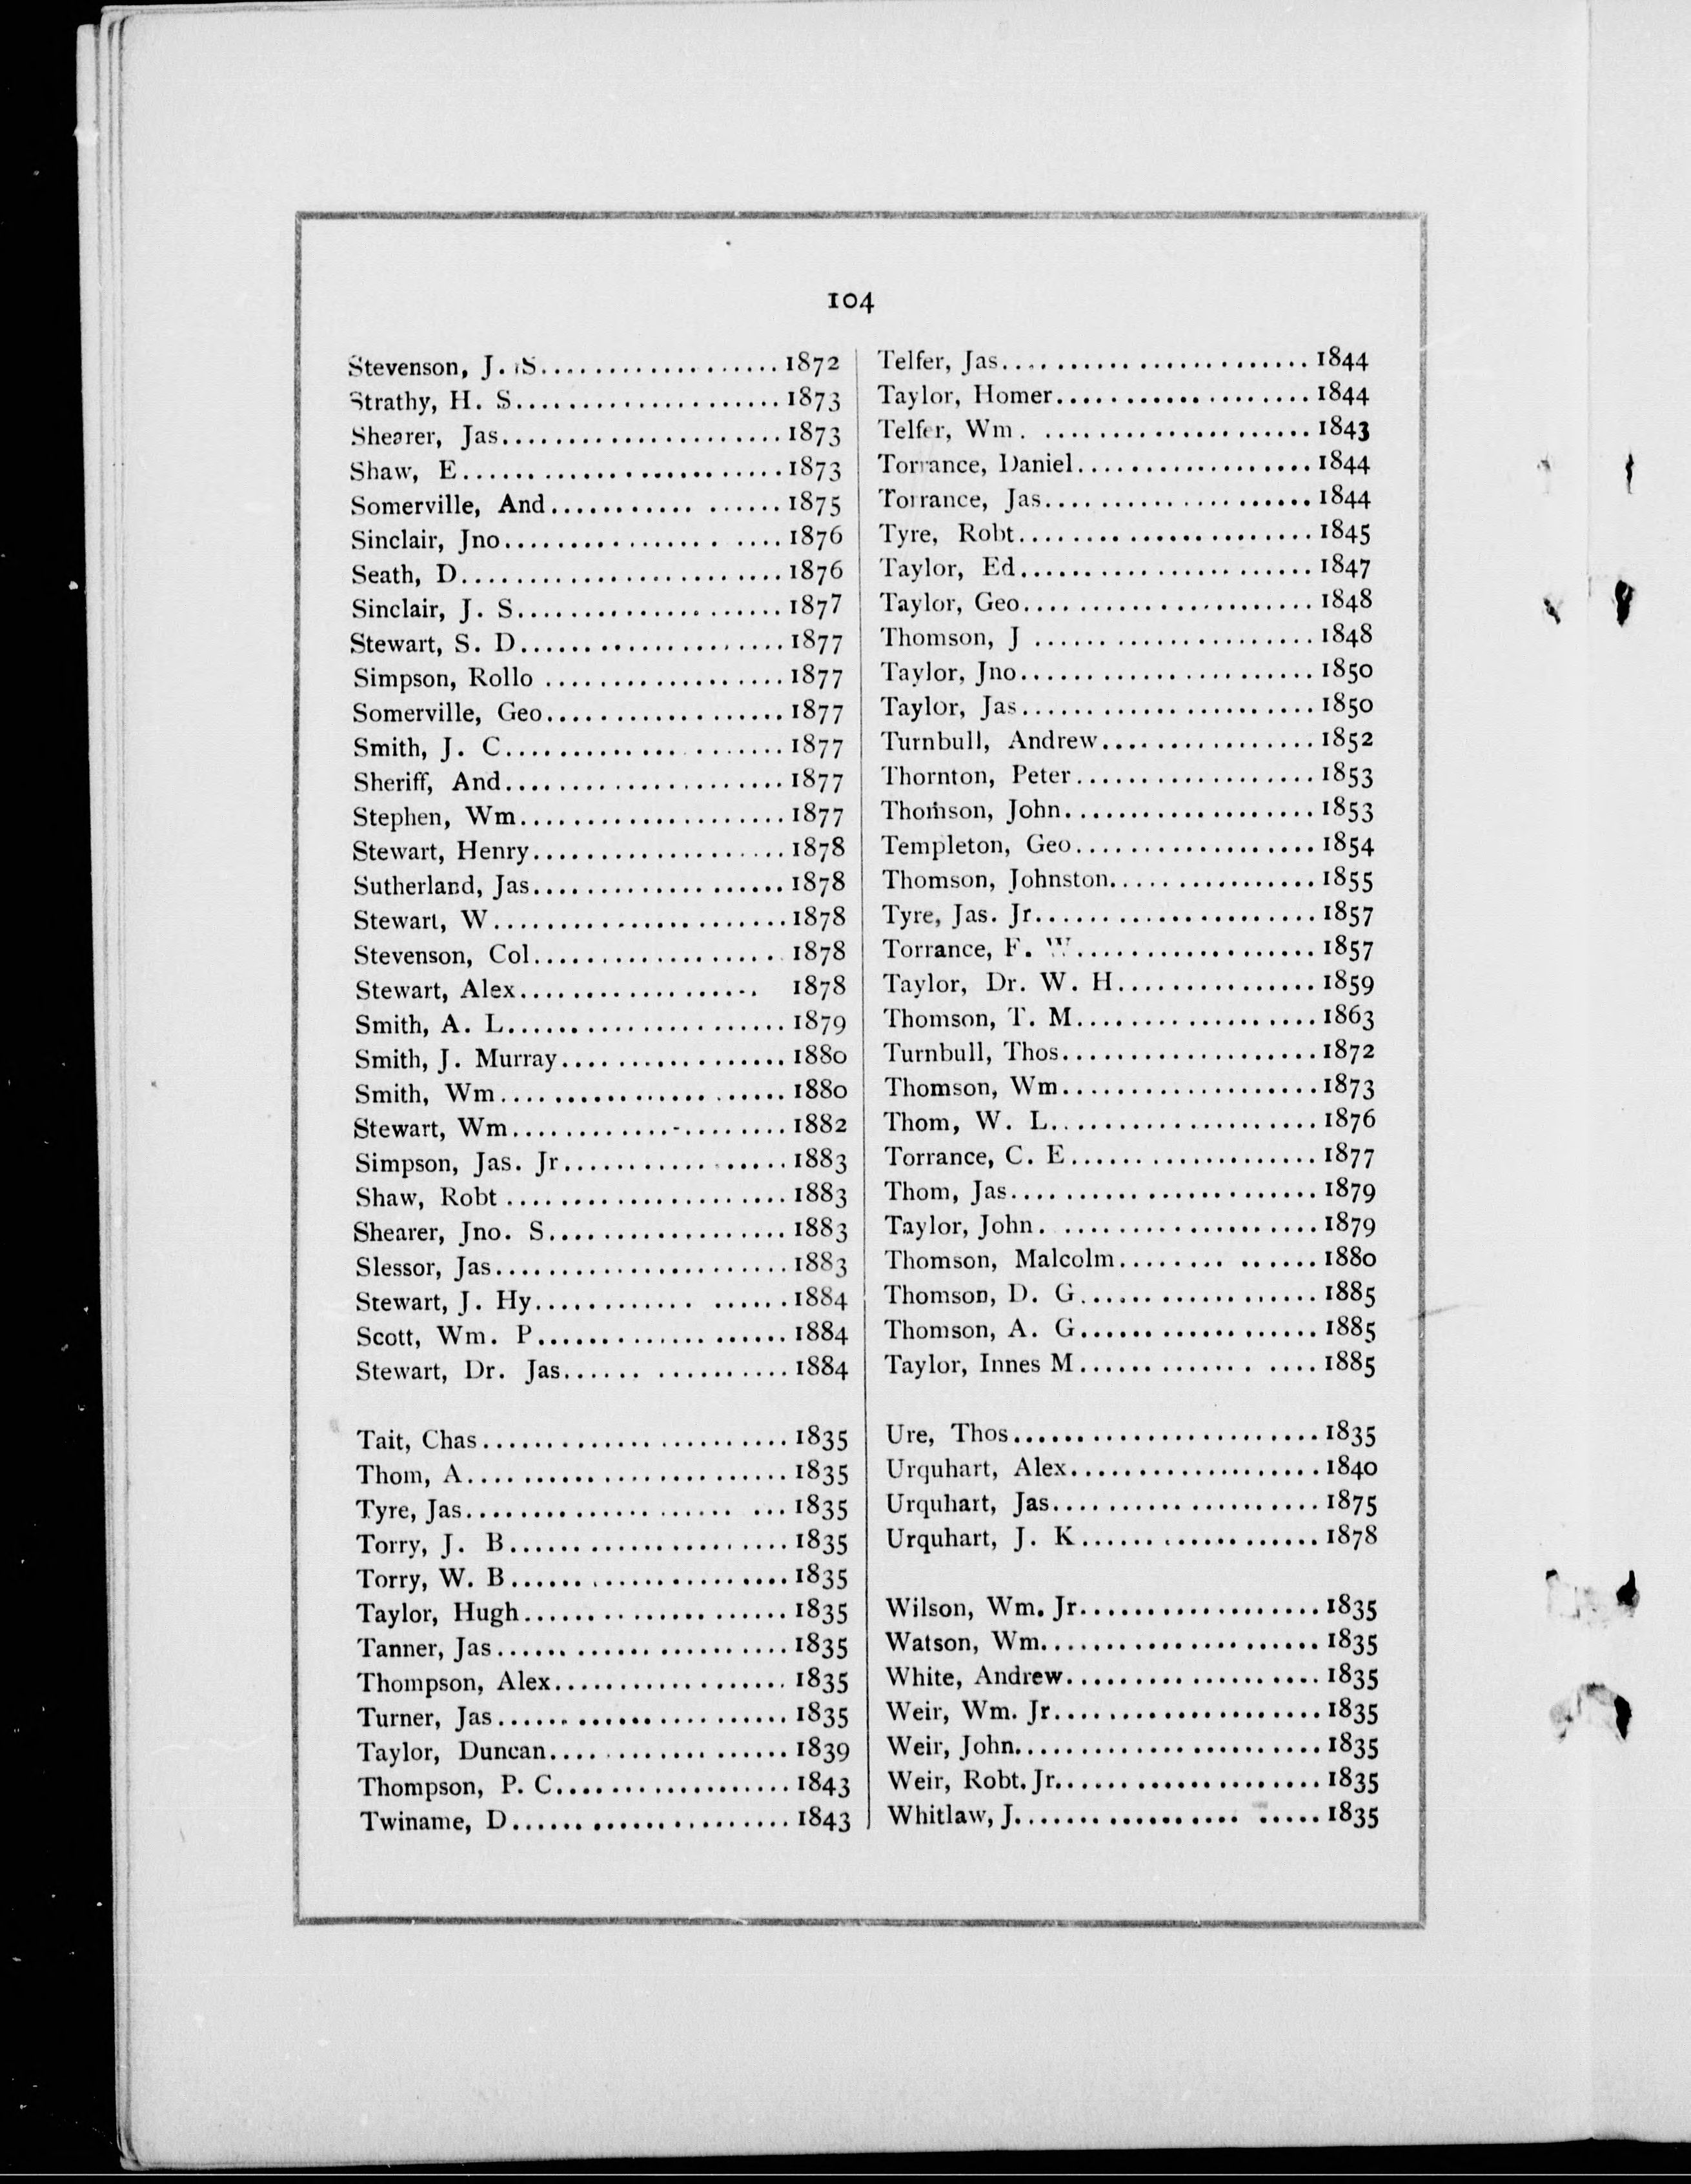 104
Stevenson, J. S...................1872
Strathy, H. S....................1873
Shearer, Jas.....................1873
Shaw, E........................1873
Somerville, And.................1875
Sinclair, Jno....................1876
Seath, D........................1876
Sinclair, J. S....................1877
Stewart, S. D....................1877
Simpson, Rollo ..................1877
Somerville, Geo..................1877
Smith, J. C.....................1877
Sheriff, And.....................1877
Stephen, Wm....................1877
Stewart, Henry...................1878
Sutherland, Jas...................1878
Stewart, W......................1878
Stevenson, Col...................1878
Stewart, Alex.................. 1878
Smith, A. L.....................1879
Smith, J. Murray.................1880
Smith, Wm.....................1880
Stewart, Wm....................1882
Simpson, Jas. Jr.................1883
Shaw, Robt .....................1883
Shearer, Jno. S..................1883
Slessor, Jas......................1883
Stewart, J. Hy...................1884
Scott, Wm. P...................1884
Stewart, Dr. Jas.................1884
Tait, Chas.......................1835
Thom, A........................1835
Tyre, Jas.......................1835
Torry, J. B.....................1835
Torry, W. B.....................1835
Taylor, Hugh....................1835
Tanner, Jas......................1835
Thompson, Alex..................1835
Turner, Jas......................1835
Taylor, Duncan..................1839
Thompson, P. C..................1843
Twiname, D.....................1843
Telfer, Jas.......................1844
Taylor, Homer...................1844
Telfer, Wm. ....................1843
Torrance, Daniel..................1844
Torrance, Jas....................1844
Tyre, Robt......................1845
Taylor, Ed......................1847
Taylor, Geo.....................1848
Thomson, J .....................1848
Taylor, Jno......................1850
Taylor, Jas......................1850
Turnbull, Andrew................1852
Thornton, Peter..................1853
Thomson, John...................1853
Templeton, Geo..................1854
Thomson, Johnston...............1855
Tyre, Jas. Jr.....................1857
Torrance, F. W..................1857
Taylor, Dr. W. H...............1859
Thomson, T. M..................1863
Turnbull, Thos...................1872
Thomson, Wm...................1873
Thom, W. L....................1876
Torrance, C. E...................1877
Thom, Jas.......................1879
Taylor, John. ...................1879
Thomson, Malcolm..............1880
Thomson, D. G..................1885
Thomson, A. G..................1885
Taylor, Innes M.................1885
Ure, Thos.......................1835
Urquhart, Alex...................1840
Urquhart, Jas....................1875
Urquhart, J. K..................1878
Wilson, Wm. Jr..................1835
Watson, Wm....................1835
White, Andrew...................1835
Weir, Wm. Jr....................1835
Weir, John.......................1835
Weir, Robt. Jr....................1835
Whitlaw, J......................1835